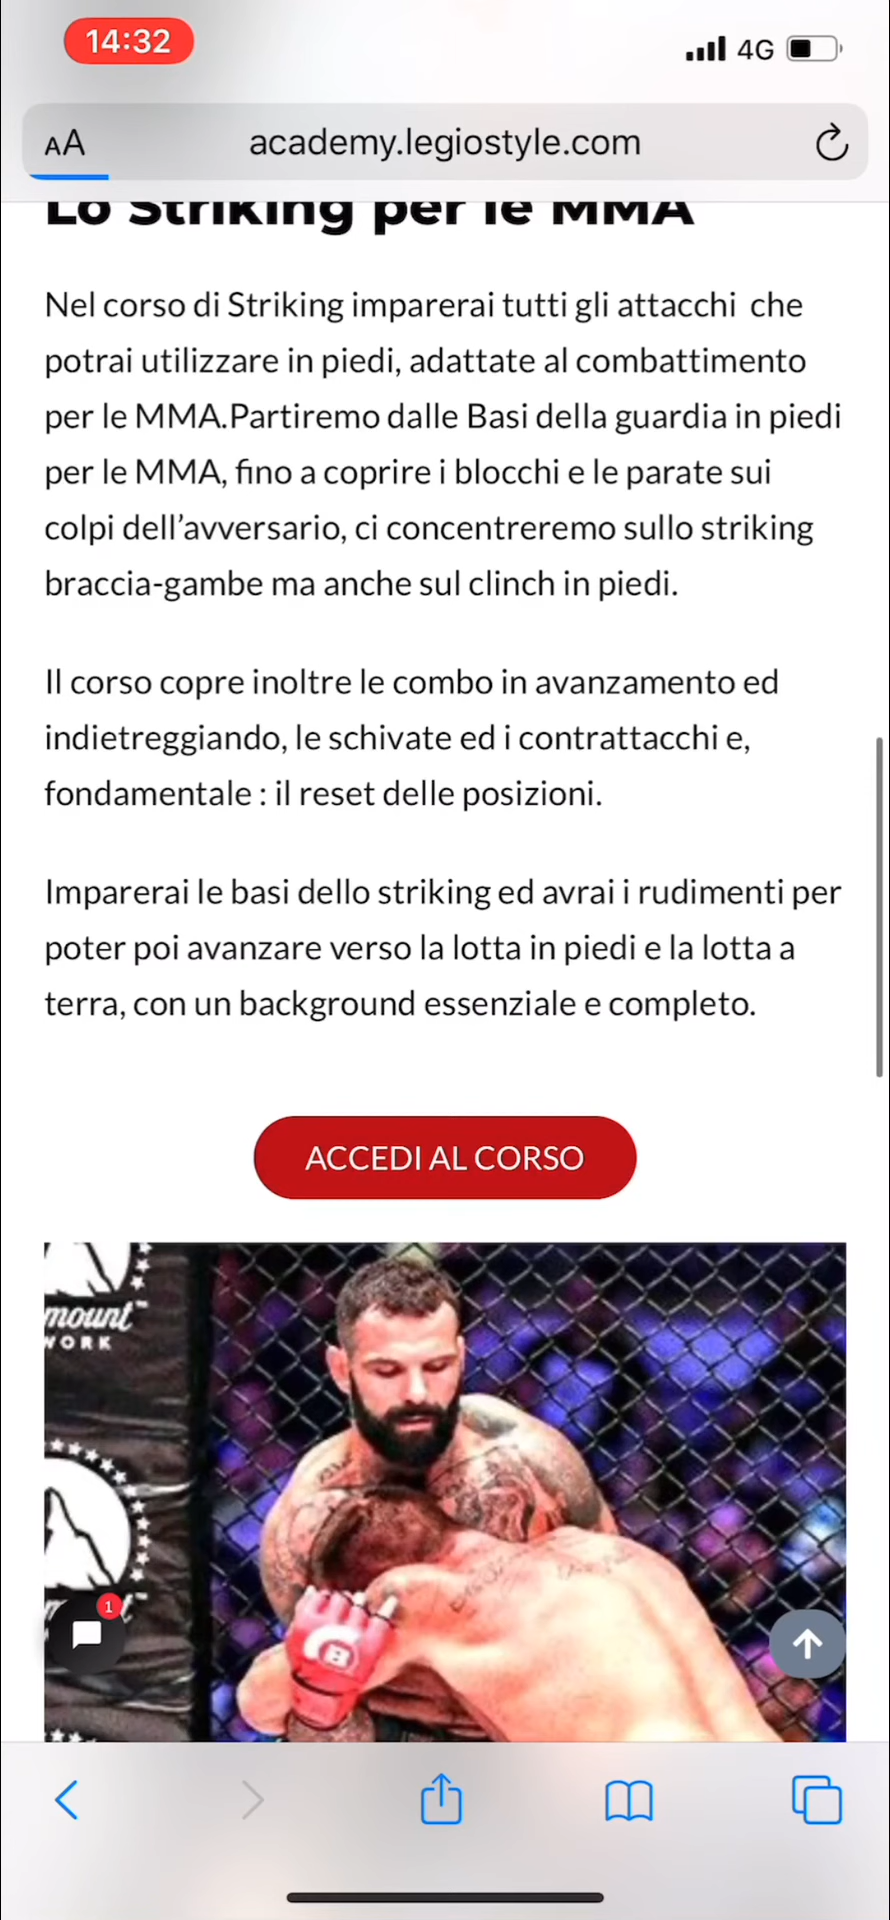 14:32
4G
AA
academy.legiostyle.com
Lo Striking per le MMA
Nel corso di Striking imparerai tutti gli attacchi  che
potrai utilizzare in piedi, adattate al combattimento
per le MMA.Partiremo dalle Basi della guardia in piedi
per le MMA, fino a coprire i blocchi e le parate sui
colpi dell’avversario, ci concentreremo sullo striking
braccia-gambe ma anche sul clinch in piedi.
Il corso copre inoltre le combo in avanzamento ed
indietreggiando, le schivate ed i contrattacchi e,
fondamentale : il reset delle posizioni.
Imparerai le basi dello striking ed avrai i rudimenti per
poter poi avanzare verso la lotta in piedi e la lotta a
terra, con un background essenziale e completo.
ACCEDI AL CORSO
mount™
WORK
1
B